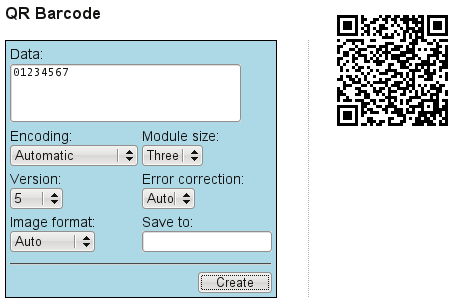 QR Barcode
Data:
01234567
Encoding: Module size:
Automatic Three
Version: Error correction:
5 Auto
Image format: Save to:
Auto
Create